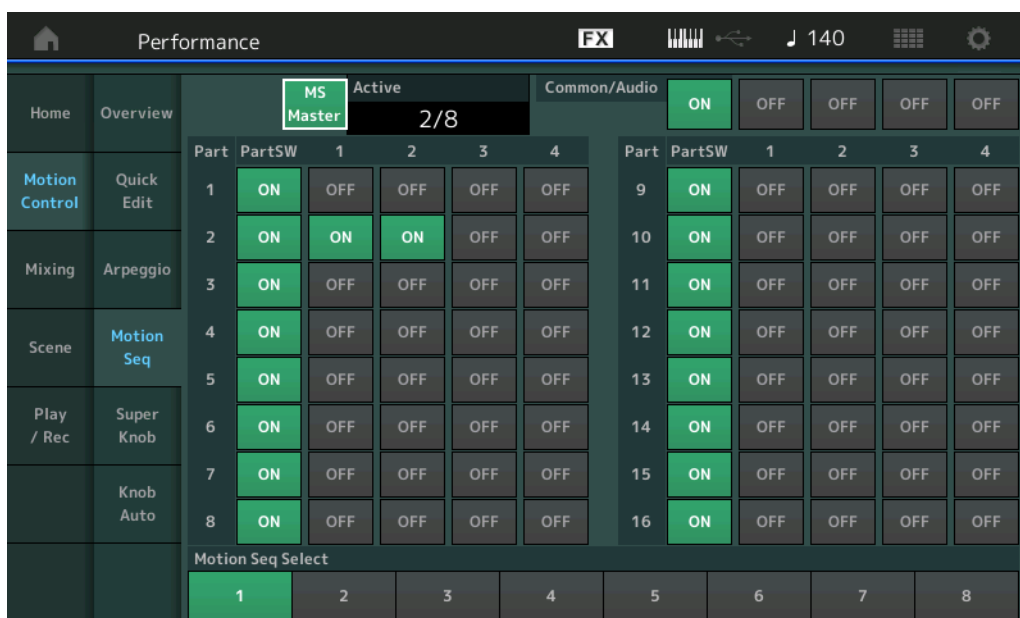 Performance FX 140
MS Master Active 2/8 Common/Audio ON OFF OFF OFF OFF
Home
Overview
Part PartSW 1 2 3 4 Part PartSW 1 2 3 4
Motion Control
Quick Edit
1 ON OFF OFF OFF OFF 9 ON OFF OFF OFF OFF
2 ON ON ON OFF OFF 10 ON OFF OFF OFF OFF
Mixing
Arpeggio
3 ON OFF OFF OFF OFF 11 ON OFF OFF OFF OFF
Scene
Motion Seq
4 ON OFF OFF OFF OFF 12 ON OFF OFF OFF OFF
5 ON OFF OFF OFF OFF 13 ON OFF OFF OFF OFF
Play / Rec
Super Knob
6 ON OFF OFF OFF OFF 14 ON OFF OFF OFF OFF
7 ON OFF OFF OFF OFF 15 ON OFF OFF OFF OFF
Knob Auto
8 ON OFF OFF OFF OFF 16 ON OFF OFF OFF OFF
Motion Seq Select
1 2 3 4 5 6 7 8